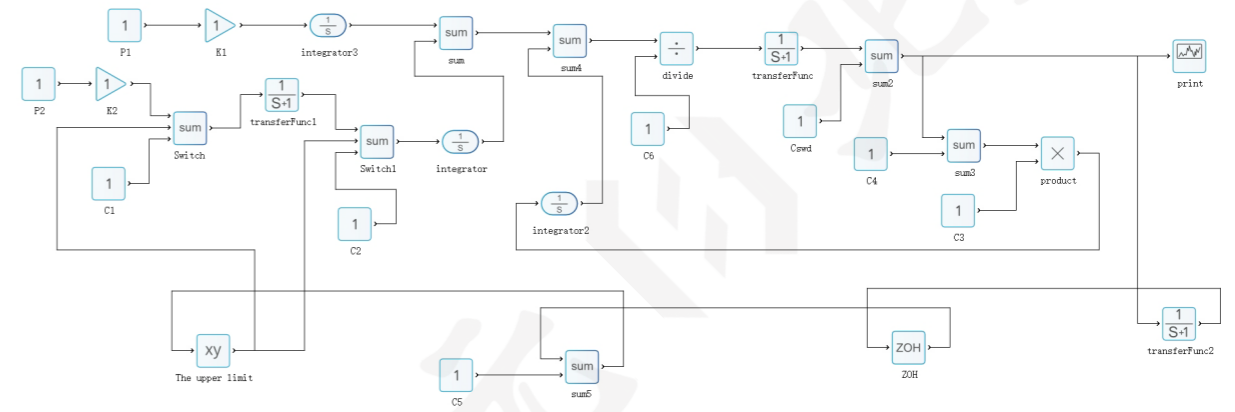 1
P1
1
K1
1
s
integrator3
sum
sum
sum
sum4
÷
divide
1
S+1
transferFunc
sum
sum2
print
1
P2
1
K2
sum
Switch
1
S+1
transferFunc1
sum
Switch1
1
s
integrator
1
C6
1
Cswd
1
C4
sum
sum3
×
product
1
C1
1
C2
1
s
integrator2
1
C3
xy
The upper limit
1
C5
sum
sum5
ZOH
ZOH
1
S+1
transferFunc2